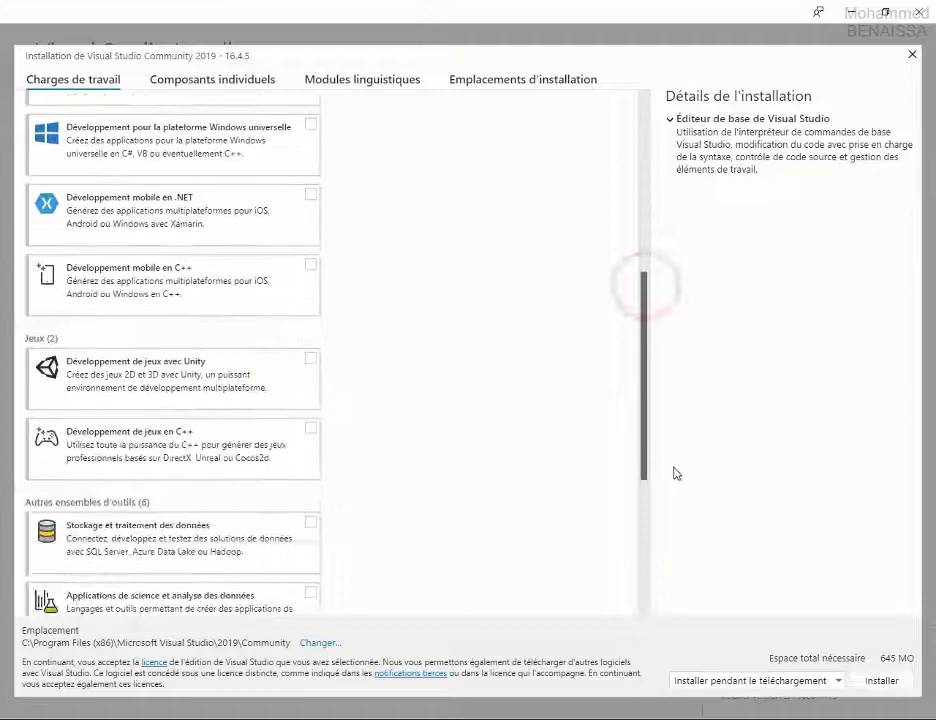 Mohammed
BENAISSA
Installation de Visual Studio Community 2019 - 16.4.5
Charges de travail
Composants individuels
Modules linguistiques
Emplacements d'installation
Développement pour la plateforme Windows universelle
Créez des applications pour la plateforme Windows
universelle en C#, VB ou éventuellement C++.
Développement mobile en .NET
Générez des applications multiplateformes pour iOS,
Android ou Windows avec Xamarin.
Développement mobile en C++
Générez des applications multiplateformes pour iOS,
Android ou Windows en C++.
Jeux (2)
Développement de jeux avec Unity
Créez des jeux 2D et 3D avec Unity, un puissant
environnement de développement multiplateforme.
Développement de jeux en C++
Utilisez toute la puissance du C++ pour générer des jeux
professionnels basés sur DirectX, Unreal ou Cocos2d.
Autres ensembles d'outils (6)
Stockage et traitement des données
Connectez, développez et testez des solutions de données
avec SQL Server, Azure Data Lake ou Hadoop.
Applications de science et analyse des données
Langages et outils permettant de créer des applications de
Détails de l'installation
Éditeur de base de Visual Studio
Utilisation de l'interpréteur de commandes de base
Visual Studio, modification du code avec prise en charge
de la syntaxe, contrôle de code source et gestion des
éléments de travail.
Emplacement
C:\Program Files (x86)\Microsoft Visual Studio\2019\Community Changer...
En continuant, vous acceptez la licence de l'édition de Visual Studio que vous avez sélectionnée. Nous vous permettons également de télécharger d'autres logiciels
avec Visual Studio. Ce logiciel est concédé sous une licence distincte, comme indiqué dans les notifications tierces ou dans la licence qui l'accompagne. En continuant,
vous acceptez également ces licences.
Espace total nécessaire 645 MO
Installer pendant le téléchargement
Installer